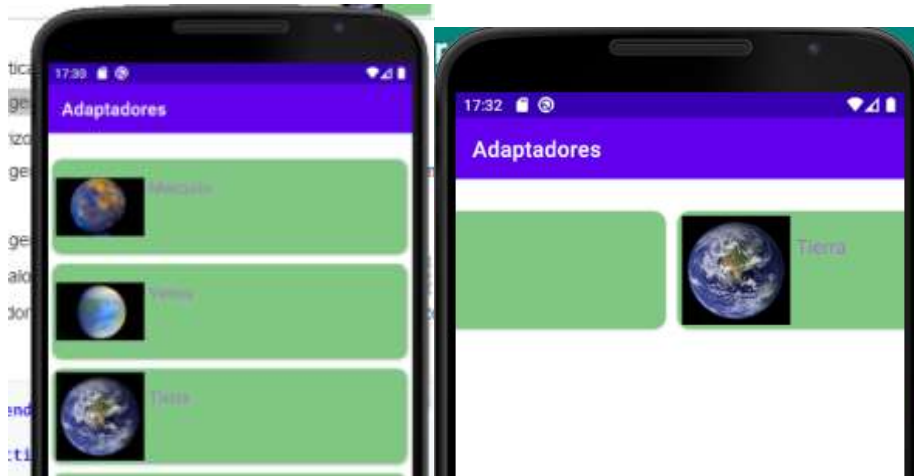 17:30
Adaptadores
Mercurio
Venus
Tierra
17:32
Adaptadores
Tierra